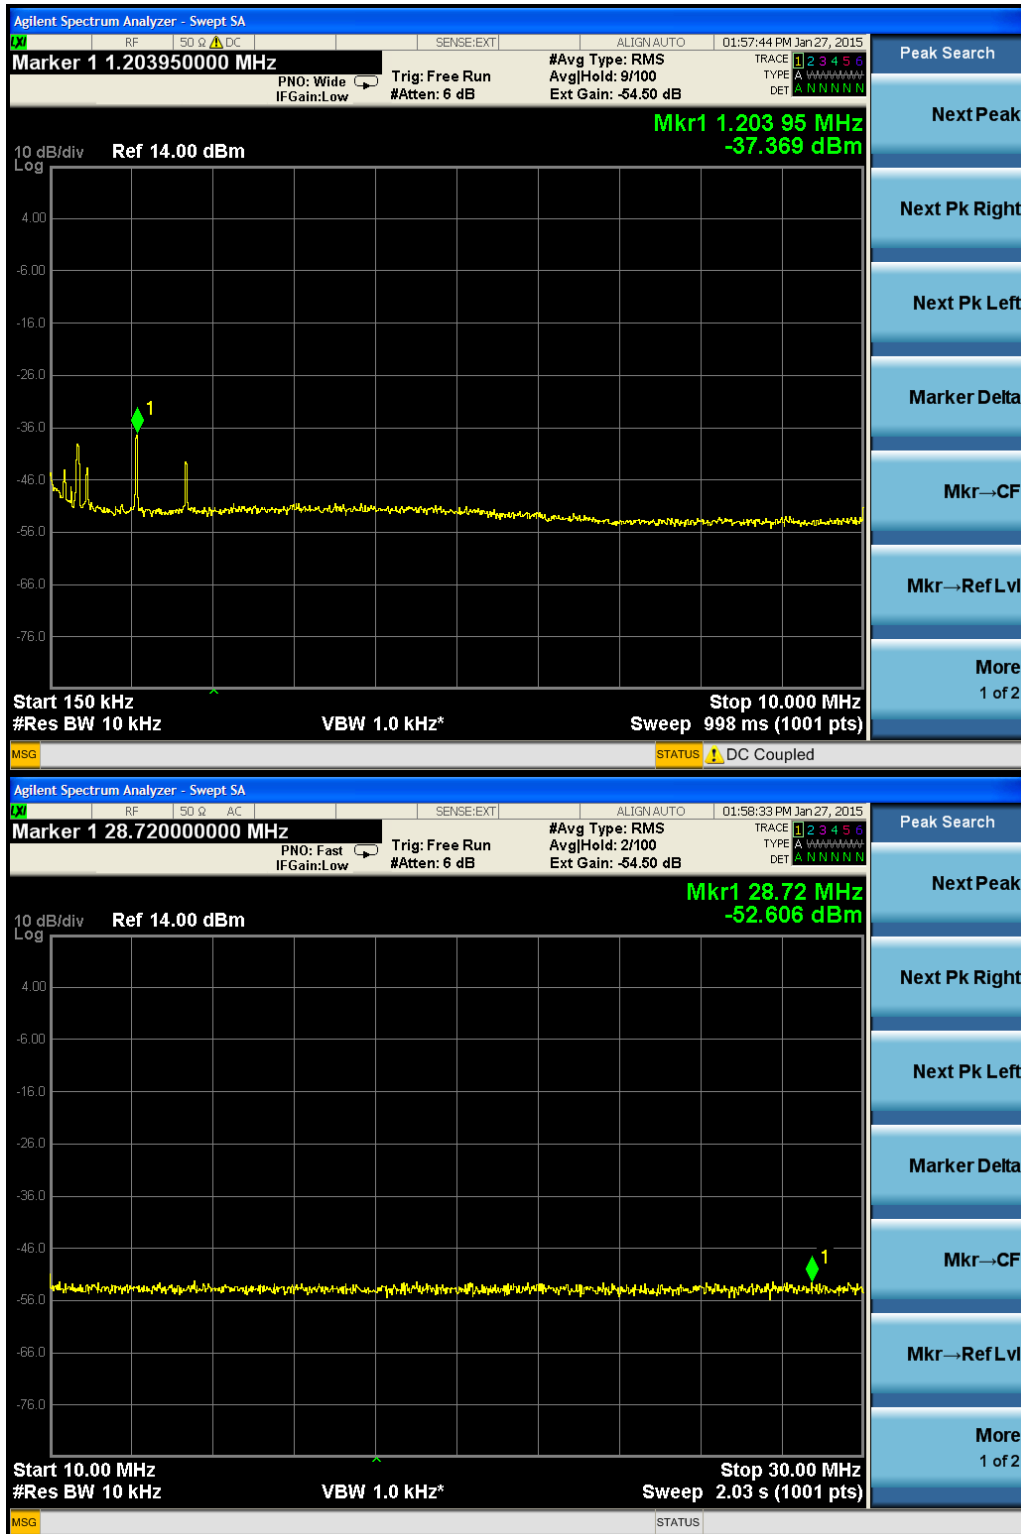 Agilent Spectrum Analyzer - Swept SA
LXI RF 50 Ω DC SENSE:EXT ALIGN AUTO 01:57:44 PM Jan 27, 2015
Marker 1 1.203950000 MHz
PNO: Wide
IFGain:Low
Trig: Free Run
#Atten: 6 dB
#Avg Type: RMS
Avg|Hold: 9/100
Ext Gain: -54.50 dB
TRACE 1 2 3 4 5 6
TYPE A WWWWW
DET A N N N N N
Mkr1 1.203 95 MHz
-37.369 dBm
10 dB/div Ref 14.00 dBm
Log
4.00
-6.00
-16.0
-26.0
1
-36.0
-46.0
-56.0
-66.0
-76.0
Start 150 kHz Stop 10.000 MHz
#Res BW 10 kHz VBW 1.0 kHz* Sweep 998 ms (1001 pts)
MSG STATUS DC Coupled
Peak Search
Next Peak
Next Pk Right
Next Pk Left
Marker Delta
Mkr→CF
Mkr→Ref Lvl
More
1 of 2
Agilent Spectrum Analyzer - Swept SA
LXI RF 50 Ω AC SENSE:EXT ALIGN AUTO 01:58:33 PM Jan 27, 2015
Marker 1 28.720000000 MHz
PNO: Fast
IFGain:Low
Trig: Free Run
#Atten: 6 dB
#Avg Type: RMS
Avg|Hold: 2/100
Ext Gain: -54.50 dB
TRACE 1 2 3 4 5 6
TYPE A WWWWW
DET A N N N N N
Mkr1 28.72 MHz
-52.606 dBm
10 dB/div Ref 14.00 dBm
Log
4.00
-6.00
-16.0
-26.0
-36.0
-46.0
1
-56.0
-66.0
-76.0
Start 10.00 MHz Stop 30.00 MHz
#Res BW 10 kHz VBW 1.0 kHz* Sweep 2.03 s (1001 pts)
MSG STATUS
Peak Search
Next Peak
Next Pk Right
Next Pk Left
Marker Delta
Mkr→CF
Mkr→Ref Lvl
More
1 of 2